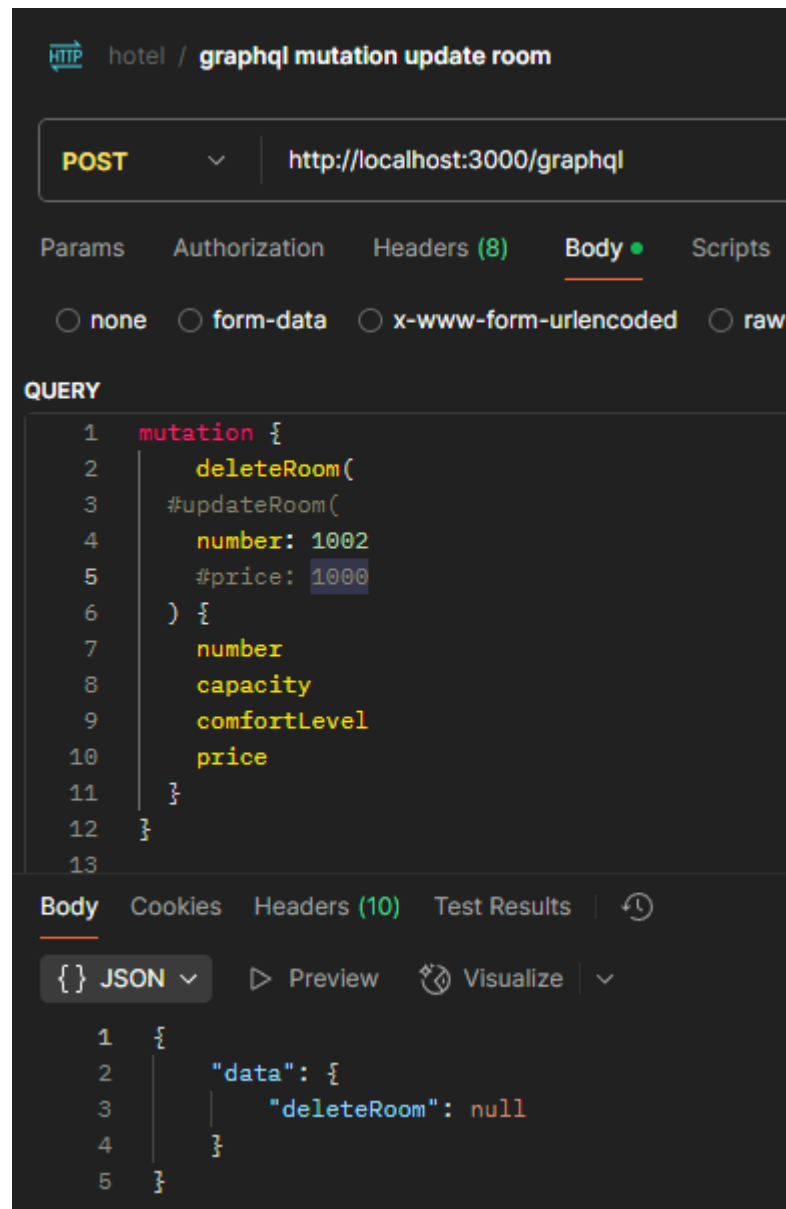 HTTP hotel / graphql mutation update room
POST http://localhost:3000/graphql
Params Authorization Headers (8) Body Scripts
none form-data x-www-form-urlencoded raw
QUERY
1 mutation {
2 deleteRoom(
3 #updateRoom(
4 number: 1002
5 #price: 1000
6 ) {
7 number
8 capacity
9 comfortLevel
10 price
11 }
12 }
13
Body Cookies Headers (10) Test Results
{} JSON Preview Visualize
1 {
2 "data": {
3 "deleteRoom": null
4 }
5 }